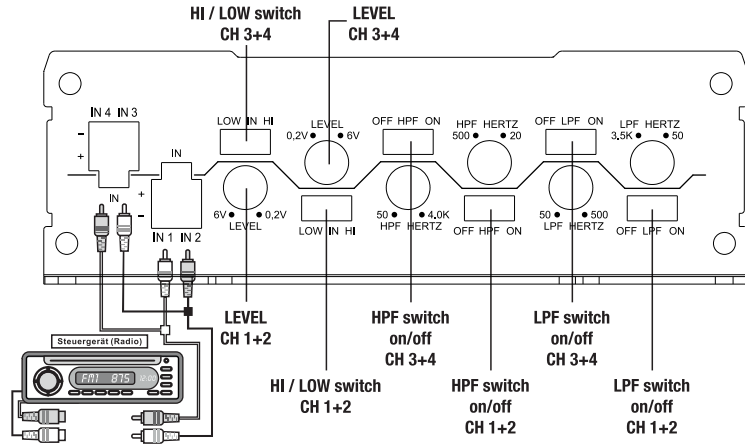 HI / LOW switch
CH 3+4
LEVEL
CH 3+4
IN 4 IN 3
-
+
IN
LOW IN HI
LEVEL
0,2V 6V
OFF HPF ON
HPF HERTZ
500 20
OFF LPF ON
LPF HERTZ
3.5K 50
IN
+
-
IN 1 IN 2
6V 0,2V
LEVEL
LOW IN HI
50 4.0K
HPF HERTZ
OFF HPF ON
50 500
LPF HERTZ
OFF LPF ON
LEVEL
CH 1+2
HI / LOW switch
CH 1+2
HPF switch
on/off
CH 3+4
HPF switch
on/off
CH 1+2
LPF switch
on/off
CH 3+4
LPF switch
on/off
CH 1+2
Steuergerät (Radio)
FM1 875 12:00